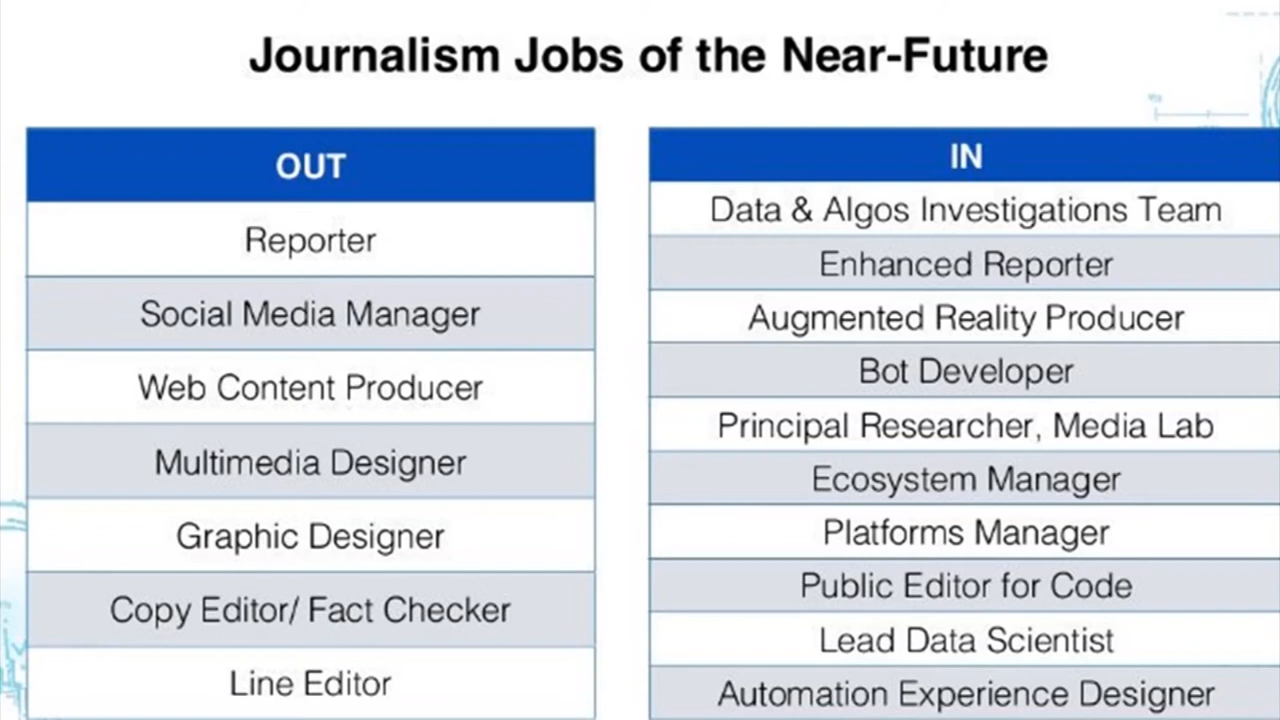 Journalism Jobs of the Near-Future
OUT
Reporter
Social Media Manager
Web Content Producer
Multimedia Designer
Graphic Designer
Copy Editor/ Fact Checker
Line Editor
IN
Data & Algos Investigations Team
Enhanced Reporter
Augmented Reality Producer
Bot Developer
Principal Researcher, Media Lab
Ecosystem Manager
Platforms Manager
Public Editor for Code
Lead Data Scientist
Automation Experience Designer